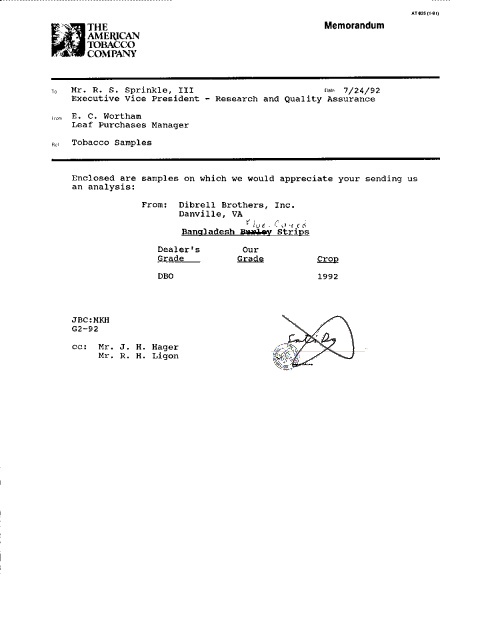 AT 825 (1-91)
Memorandum
THE
AMERICAN
TOBACCO
COMPANY
To Mr. R. S. Sprinkle, III Date 7/24/92
Executive Vice President - Research and Quality Assurance
From E. C. Wortham
Leaf Purchases Manager
Re: Tobacco Samples
Enclosed are samples on which we would appreciate your sending us
an analysis:
From: Dibrell Brothers, Inc.
Danville, VA
Flue-Cured
Bangladesh Burley Strips
Dealer's Our
Grade Grade Crop
DBO 1992
JBC:MKH
G2-92
cc: Mr. J. H. Hager
Mr. R. H. Ligon